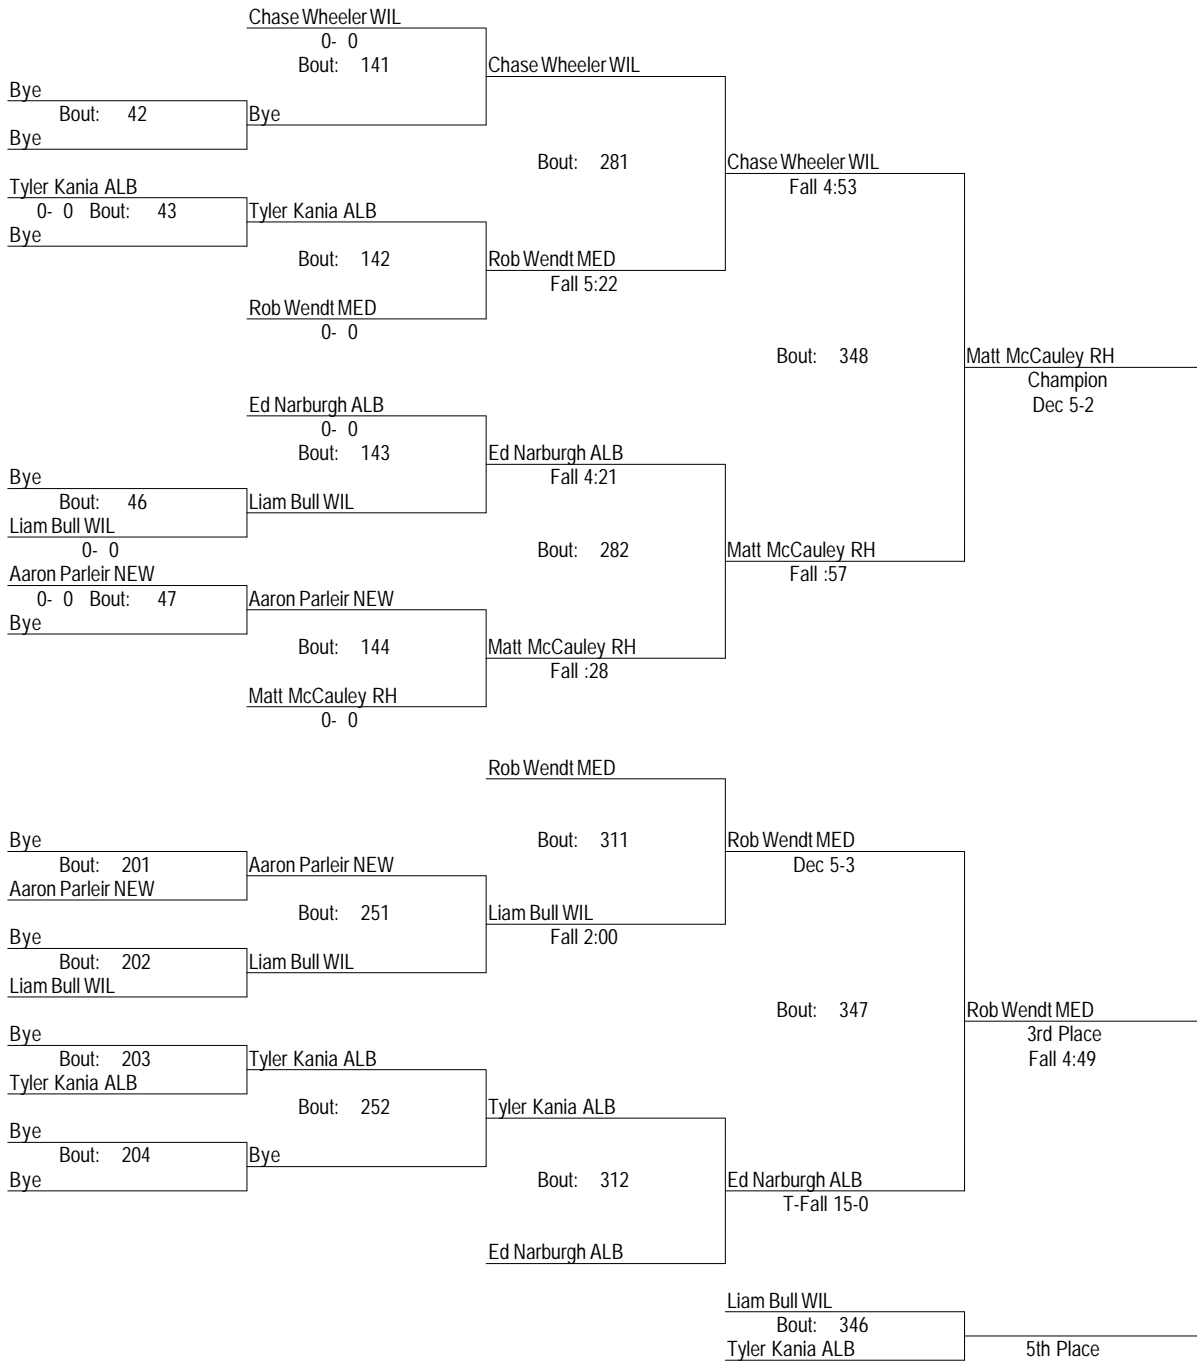 Chase Wheeler WIL
0- 0
Bout: 141
Chase Wheeler WIL
Bye
Bout: 42
Bye
Bye
Bout: 281
Chase Wheeler WIL
Fall 4:53
Tyler Kania ALB
0- 0 Bout: 43
Tyler Kania ALB
Bye
Bout: 142
Rob Wendt MED
Fall 5:22
Rob Wendt MED
0- 0
Bout: 348
Matt McCauley RH
Champion
Dec 5-2
Ed Narburgh ALB
0- 0
Bout: 143
Ed Narburgh ALB
Fall 4:21
Bye
Bout: 46
Liam Bull WIL
Liam Bull WIL
0- 0
Bout: 282
Matt McCauley RH
Fall :57
Aaron Parleir NEW
0- 0 Bout: 47
Aaron Parleir NEW
Bye
Bout: 144
Matt McCauley RH
Fall :28
Matt McCauley RH
0- 0
Rob Wendt MED
Bout: 311
Rob Wendt MED
Dec 5-3
Bye
Bout: 201
Aaron Parleir NEW
Aaron Parleir NEW
Bout: 251
Liam Bull WIL
Fall 2:00
Bye
Bout: 202
Liam Bull WIL
Liam Bull WIL
Bout: 347
Rob Wendt MED
3rd Place
Fall 4:49
Bye
Bout: 203
Tyler Kania ALB
Tyler Kania ALB
Bout: 252
Tyler Kania ALB
Bye
Bout: 204
Bye
Bye
Bout: 312
Ed Narburgh ALB
T-Fall 15-0
Ed Narburgh ALB
Liam Bull WIL
Bout: 346
Tyler Kania ALB
5th Place